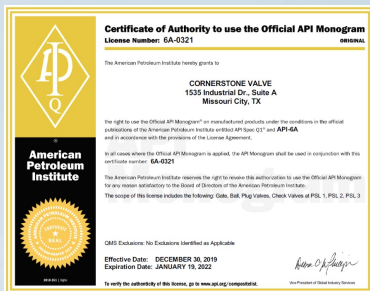 Certificate of Authority to use the Official API Monogram
License Number: 6A-0321
ORIGINAL
The American Petroleum Institute hereby grants to
CORNERSTONE VALVE
1535 Industrial Dr., Suite A
Missouri City, TX
the right to use the Official API Monogram® on manufactured products under the conditions in the official
publications of the American Petroleum Institute entitled API Spec Q1® and API-6A
and in accordance with the provisions of the License Agreement.
In all cases where the Official API Monogram is applied, the API Monogram shall be used in conjunction with this
certificate number: 6A-0321
The American Petroleum Institute reserves the right to revoke this authorization to use the Official API Monogram
for any reason satisfactory to the Board of Directors of the American Petroleum Institute.
The scope of this license includes the following: Gate, Ball, Plug Valves, Check Valves at PSL 1, PSL 2, PSL 3
QMS Exclusions: No Exclusions Identified as Applicable
Effective Date: DECEMBER 30, 2019
Expiration Date: JANUARY 19, 2022
To verify the authenticity of this license, go to www.api.org/compositelist.
Vice President of Global Industry Services
API
Q
American
Petroleum
Institute